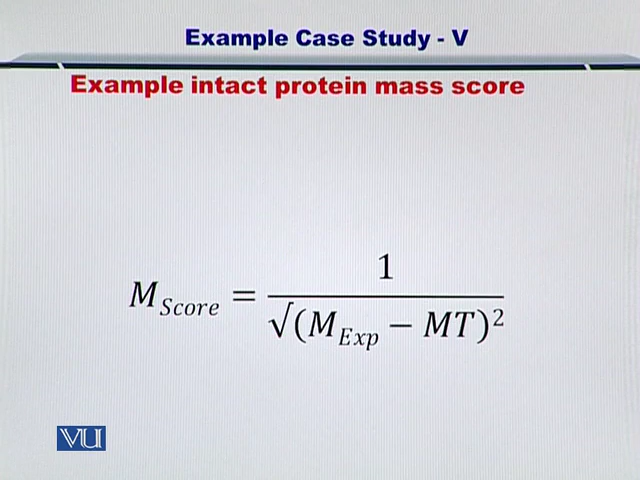 Example Case Study - V
Example intact protein mass score
M_Score = 1 / √(M_Exp − MT)²
VU